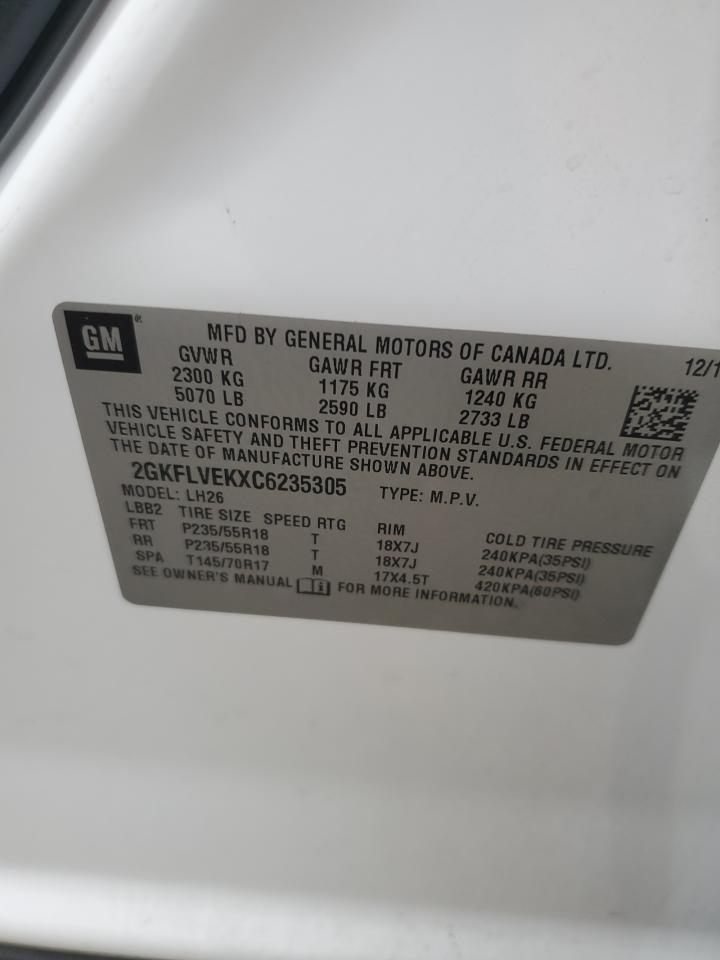 GM ®
MFD BY GENERAL MOTORS OF CANADA LTD. 12/1
GVWR GAWR FRT GAWR RR
2300 KG 1175 KG 1240 KG
5070 LB 2590 LB 2733 LB
THIS VEHICLE CONFORMS TO ALL APPLICABLE U.S. FEDERAL MOTOR
VEHICLE SAFETY AND THEFT PREVENTION STANDARDS IN EFFECT ON
THE DATE OF MANUFACTURE SHOWN ABOVE.
2GKFLVEKXC6235305 TYPE: M.P.V.
MODEL: LH26
LBB2 TIRE SIZE SPEED RTG RIM COLD TIRE PRESSURE
FRT P235/55R18 T 18X7J 240KPA(35PSI)
RR P235/55R18 T 18X7J 240KPA(35PSI)
SPA T145/70R17 M 17X4.5T 420KPA(60PSI)
SEE OWNER'S MANUAL FOR MORE INFORMATION.